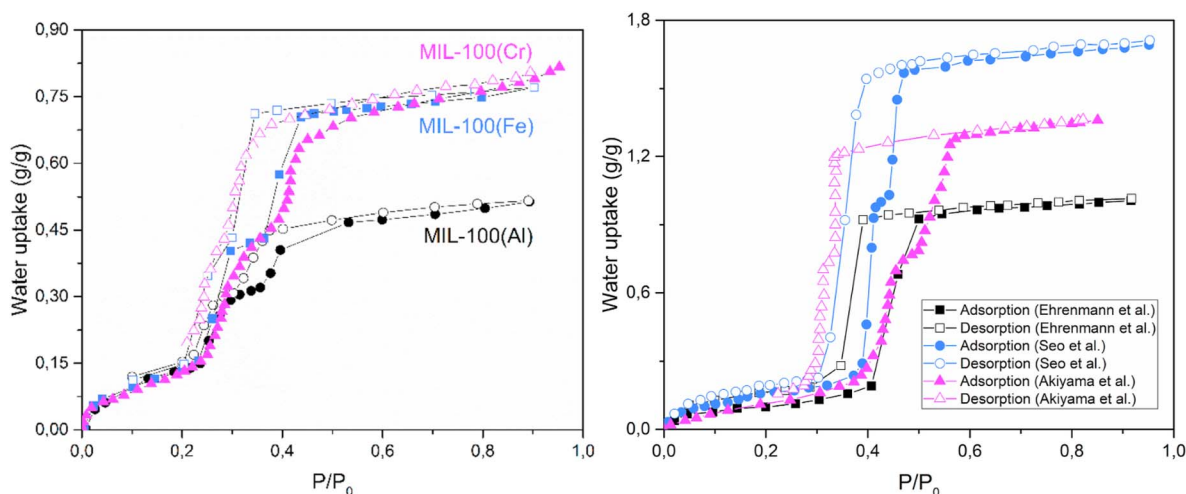 0,90
0,75
0,60
0,45
0,30
0,15
0,00
Water uptake (g/g)
MIL-100(Cr)
MIL-100(Fe)
MIL-100(Al)
0,0 0,2 0,4 0,6 0,8 1,0
P/P₀
1,8
1,2
0,6
0,0
Water uptake (g/g)
Adsorption (Ehrenmann et al.)
Desorption (Ehrenmann et al.)
Adsorption (Seo et al.)
Desorption (Seo et al.)
Adsorption (Akiyama et al.)
Desorption (Akiyama et al.)
0,0 0,2 0,4 0,6 0,8 1,0
P/P₀